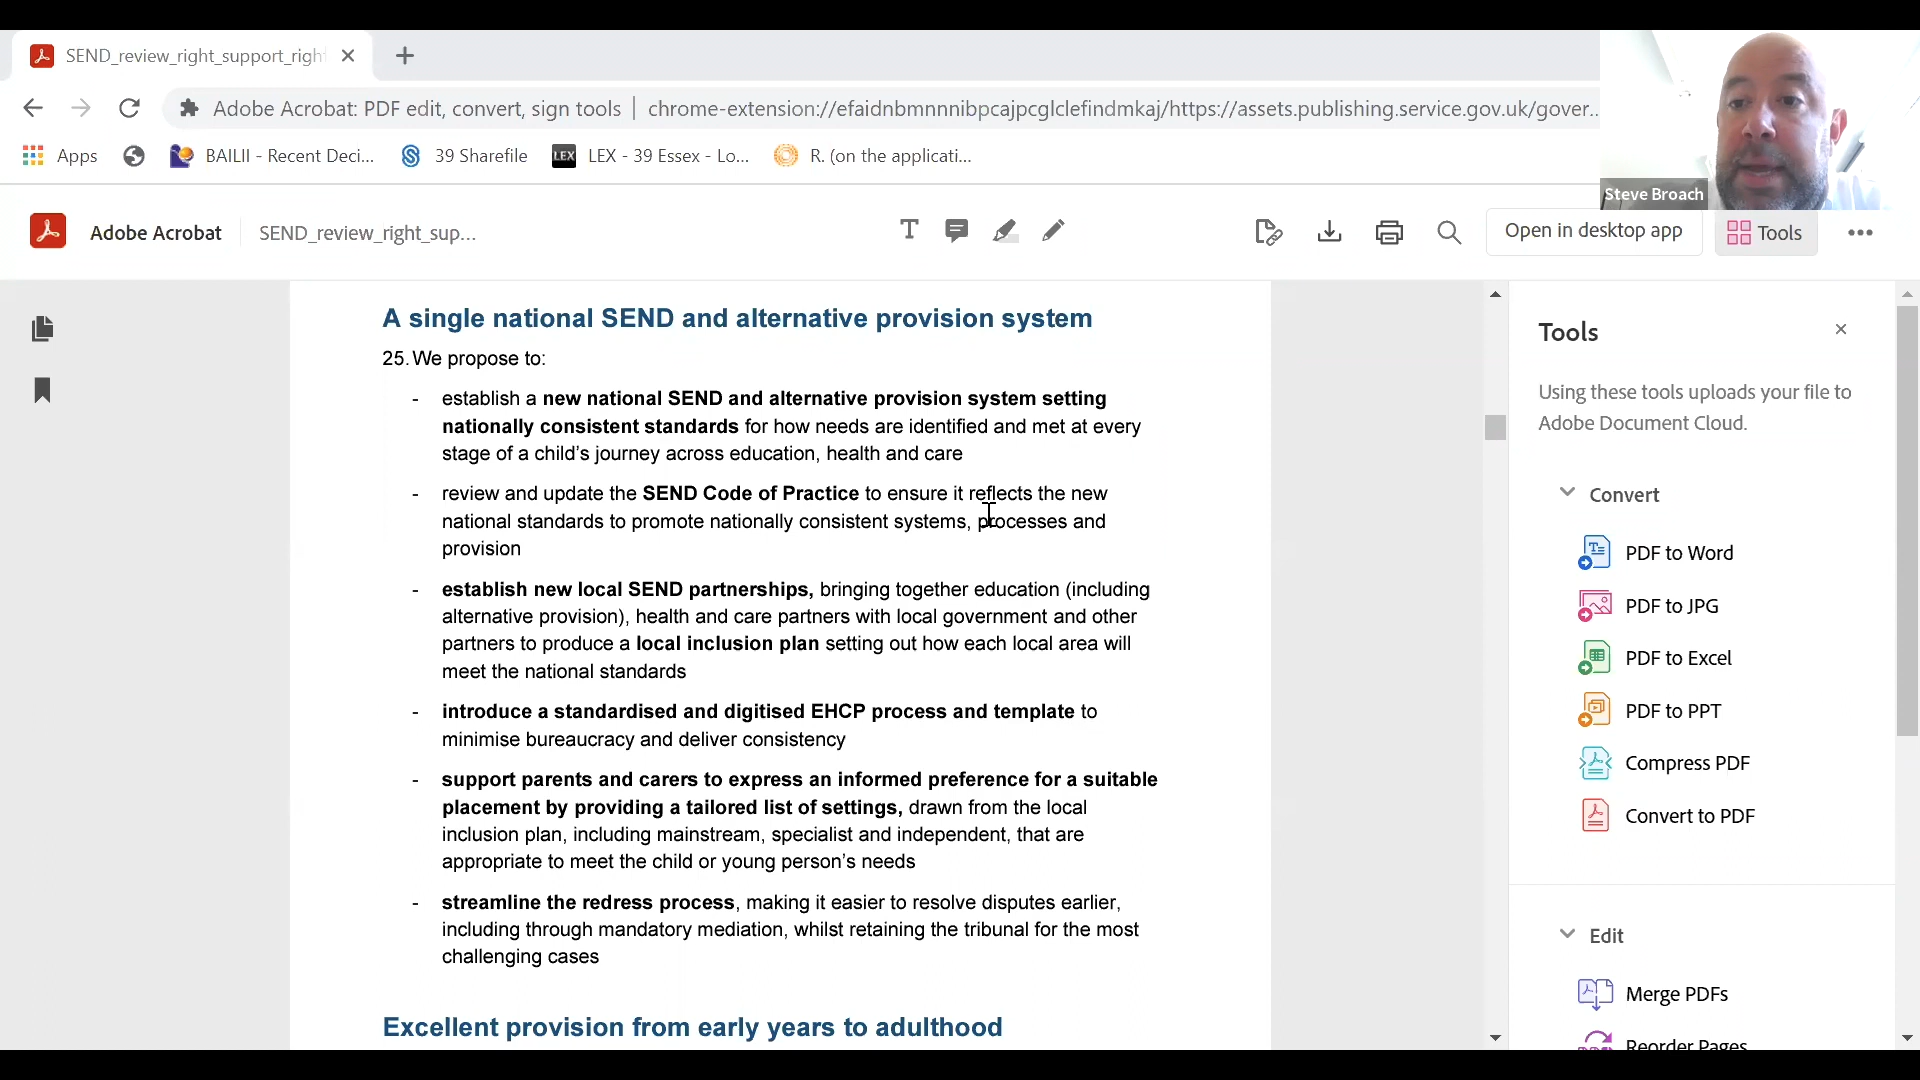 SEND_review_right_support_righ
Adobe Acrobat: PDF edit, convert, sign tools | chrome-extension://efaidnbmnnnibpcajpcglclefindmkaj/https://assets.publishing.service.gov.uk/gover...
Apps
BAILII - Recent Deci...
39 Sharefile
LEX
LEX - 39 Essex - Lo...
R. (on the applicati...
Steve Broach
Adobe Acrobat
SEND_review_right_sup...
Open in desktop app
Tools
A single national SEND and alternative provision system
25. We propose to:
- establish a new national SEND and alternative provision system setting
nationally consistent standards for how needs are identified and met at every
stage of a child's journey across education, health and care
- review and update the SEND Code of Practice to ensure it reflects the new
national standards to promote nationally consistent systems, processes and
provision
- establish new local SEND partnerships, bringing together education (including
alternative provision), health and care partners with local government and other
partners to produce a local inclusion plan setting out how each local area will
meet the national standards
- introduce a standardised and digitised EHCP process and template to
minimise bureaucracy and deliver consistency
- support parents and carers to express an informed preference for a suitable
placement by providing a tailored list of settings, drawn from the local
inclusion plan, including mainstream, specialist and independent, that are
appropriate to meet the child or young person's needs
- streamline the redress process, making it easier to resolve disputes earlier,
including through mandatory mediation, whilst retaining the tribunal for the most
challenging cases
Excellent provision from early years to adulthood
Tools
Using these tools uploads your file to
Adobe Document Cloud.
Convert
PDF to Word
PDF to JPG
PDF to Excel
PDF to PPT
Compress PDF
Convert to PDF
Edit
Merge PDFs
Reorder Pages